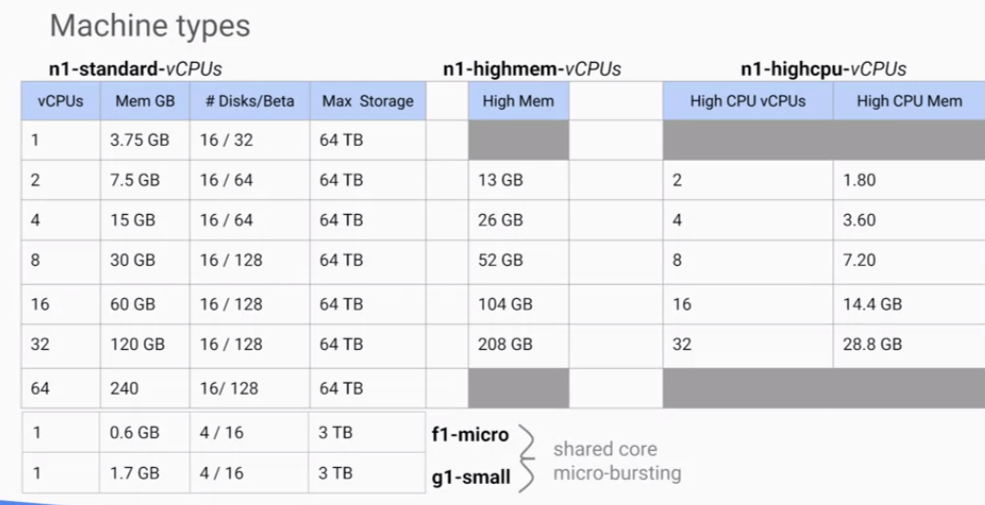 Machine types
n1-standard-vCPUs n1-highmem-vCPUs n1-highcpu-vCPUs
vCPUs Mem GB # Disks/Beta Max Storage High Mem High CPU vCPUs High CPU Mem
1 3.75 GB 16 / 32 64 TB
2 7.5 GB 16 / 64 64 TB 13 GB 2 1.80
4 15 GB 16 / 64 64 TB 26 GB 4 3.60
8 30 GB 16 / 128 64 TB 52 GB 8 7.20
16 60 GB 16 / 128 64 TB 104 GB 16 14.4 GB
32 120 GB 16 / 128 64 TB 208 GB 32 28.8 GB
64 240 16/ 128 64 TB
1 0.6 GB 4 / 16 3 TB f1-micro
shared core
1 1.7 GB 4 / 16 3 TB g1-small
micro-bursting